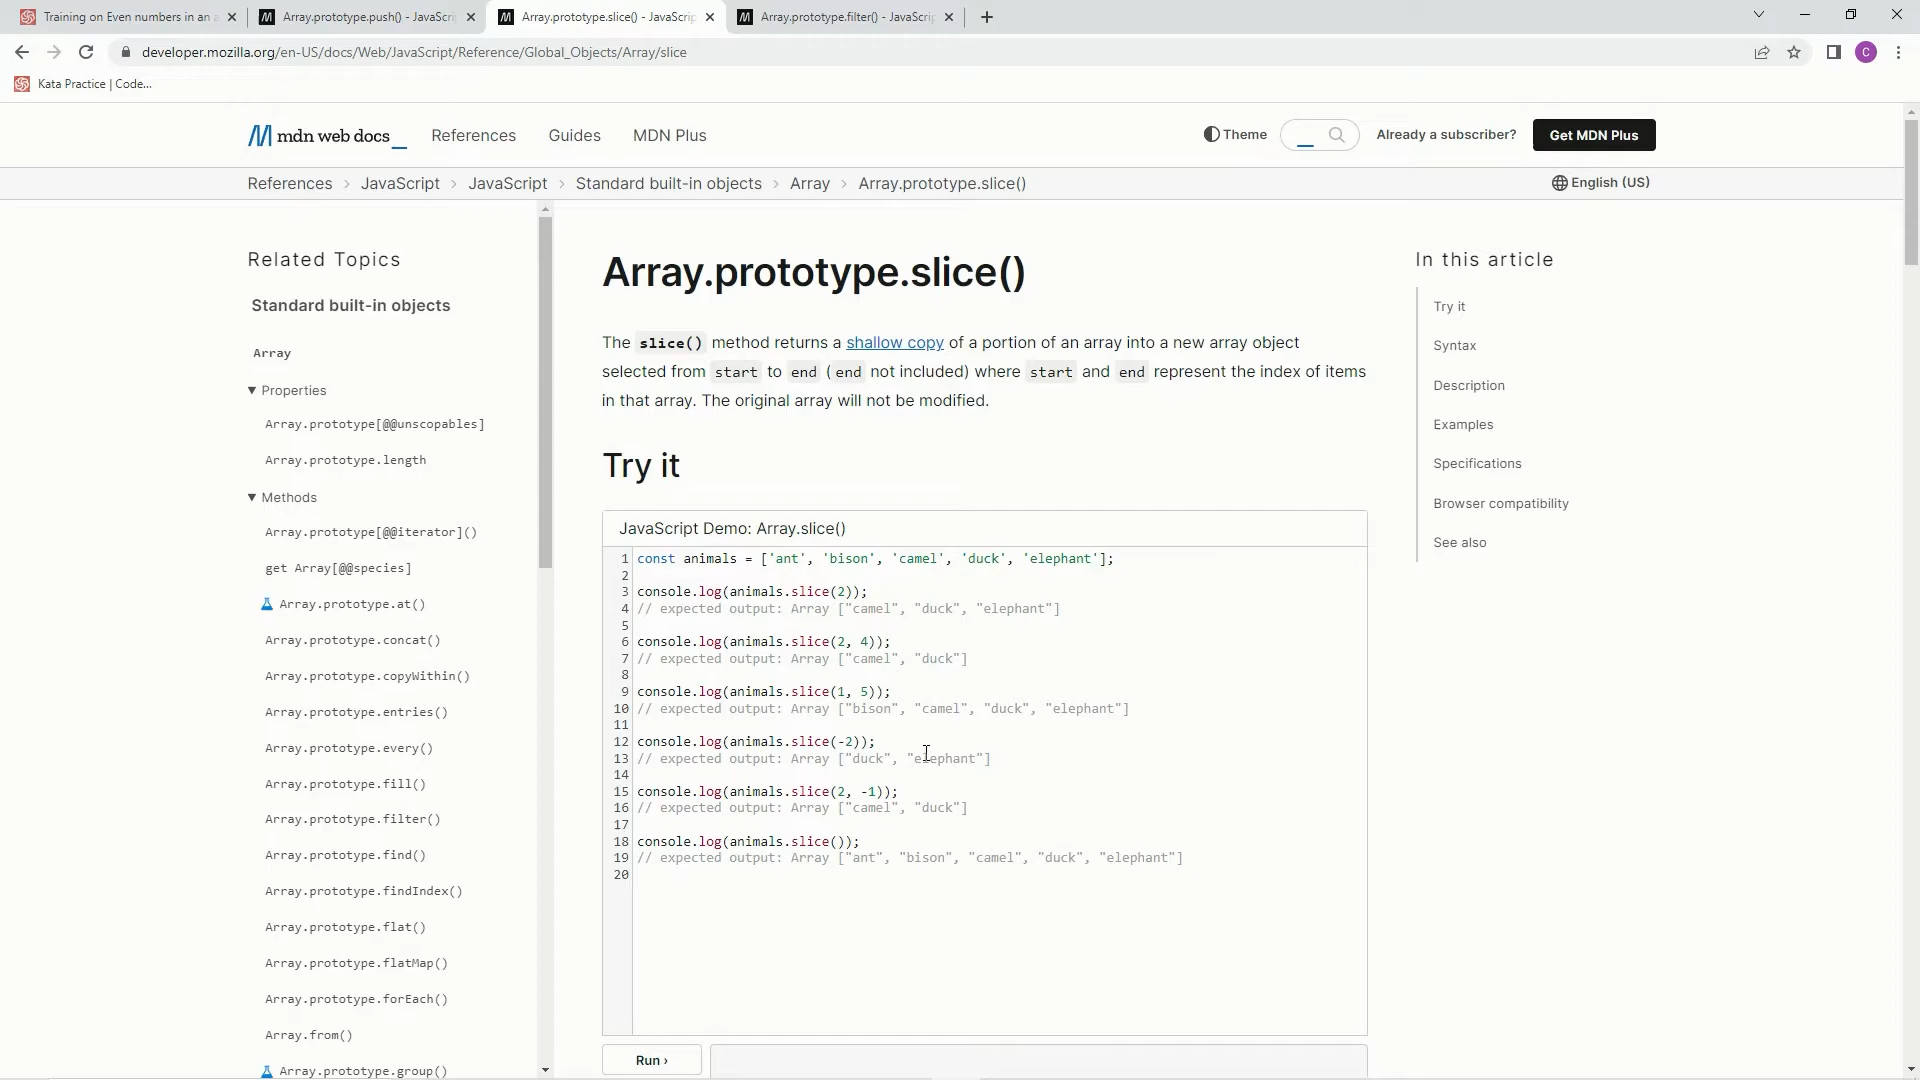 Training on Even numbers in an a
Array.prototype.push() - JavaScri
Array.prototype.slice() - JavaScrip
Array.prototype.filter() - JavaScrip
developer.mozilla.org/en-US/docs/Web/JavaScript/Reference/Global_Objects/Array/slice
C
Kata Practice | Code...
mdn web docs_
References
Guides
MDN Plus
Theme
Already a subscriber?
Get MDN Plus
References > JavaScript > JavaScript > Standard built-in objects > Array > Array.prototype.slice()
English (US)
Related Topics
Standard built-in objects
Array
Properties
Array.prototype[@@unscopables]
Array.prototype.length
Methods
Array.prototype[@@iterator]()
get Array[@@species]
Array.prototype.at()
Array.prototype.concat()
Array.prototype.copyWithin()
Array.prototype.entries()
Array.prototype.every()
Array.prototype.fill()
Array.prototype.filter()
Array.prototype.find()
Array.prototype.findIndex()
Array.prototype.flat()
Array.prototype.flatMap()
Array.prototype.forEach()
Array.from()
Array.prototype.group()
Array.prototype.slice()
The slice() method returns a shallow copy of a portion of an array into a new array object
selected from start to end ( end not included) where start and end represent the index of items
in that array. The original array will not be modified.
Try it
JavaScript Demo: Array.slice()
1 const animals = ['ant', 'bison', 'camel', 'duck', 'elephant'];
2
3 console.log(animals.slice(2));
4 // expected output: Array ["camel", "duck", "elephant"]
5
6 console.log(animals.slice(2, 4));
7 // expected output: Array ["camel", "duck"]
8
9 console.log(animals.slice(1, 5));
10 // expected output: Array ["bison", "camel", "duck", "elephant"]
11
12 console.log(animals.slice(-2));
13 // expected output: Array ["duck", "elephant"]
14
15 console.log(animals.slice(2, -1));
16 // expected output: Array ["camel", "duck"]
17
18 console.log(animals.slice());
19 // expected output: Array ["ant", "bison", "camel", "duck", "elephant"]
20
Run ›
In this article
Try it
Syntax
Description
Examples
Specifications
Browser compatibility
See also